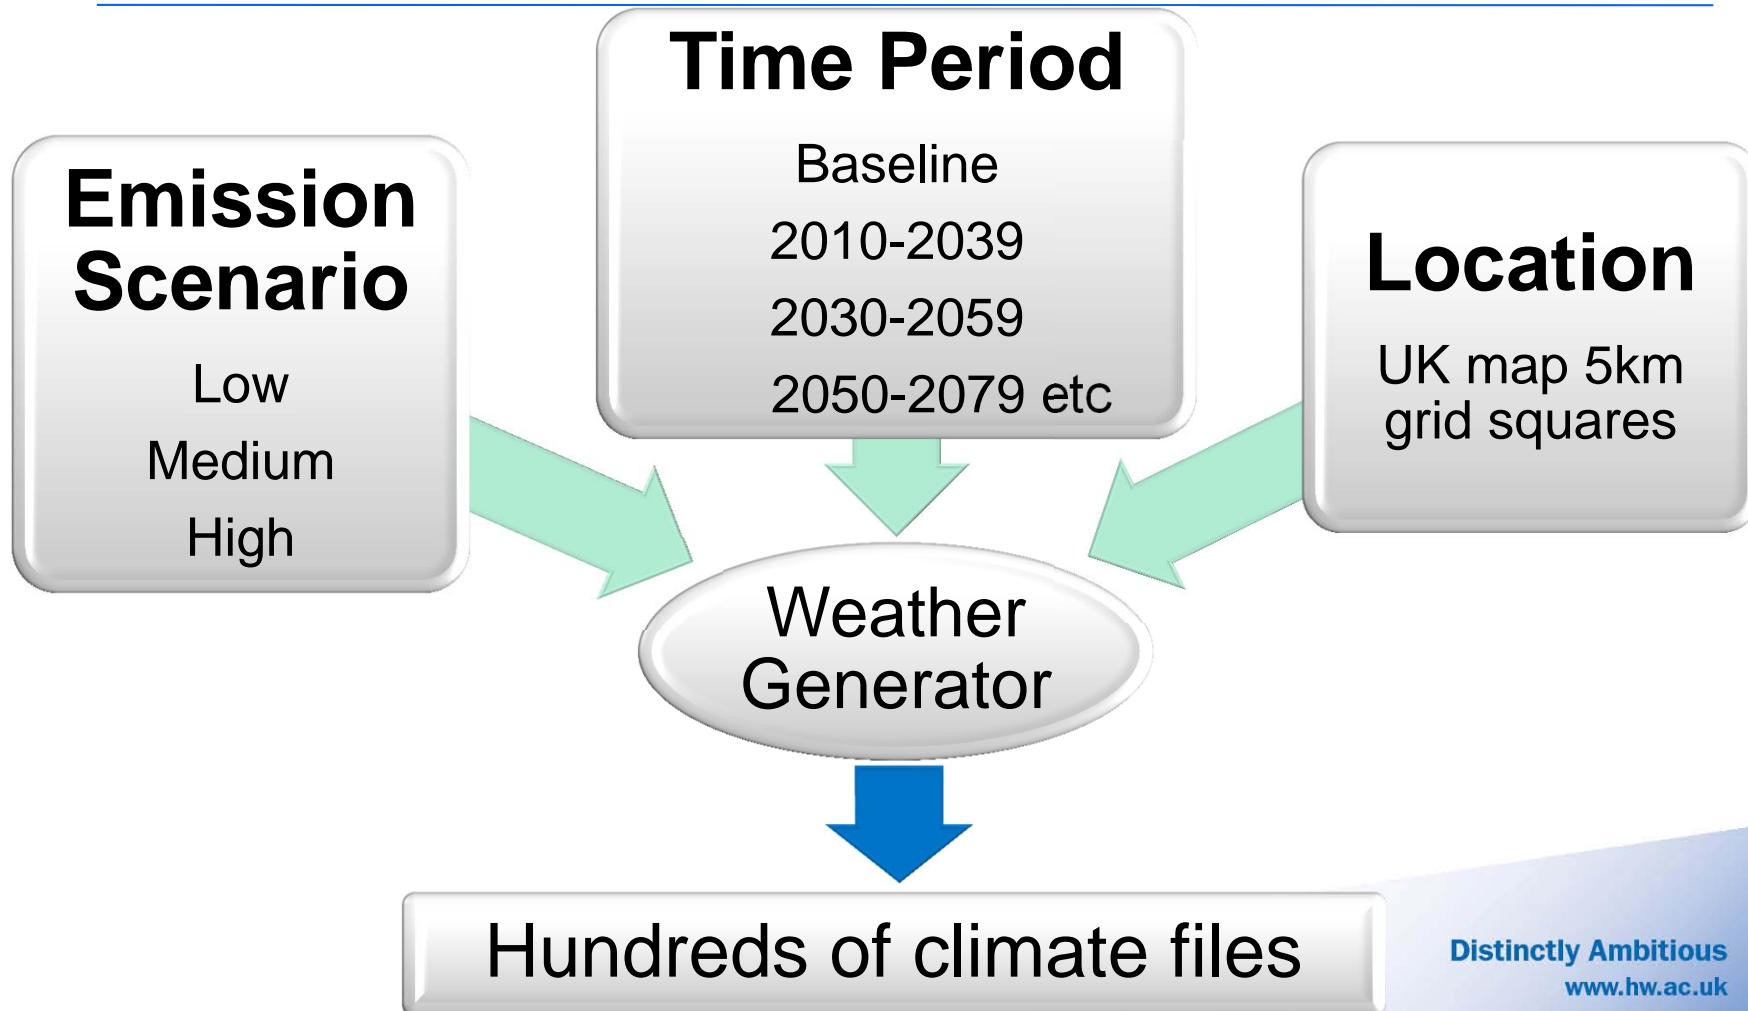 Time Period
Baseline
2010-2039
2030-2059
2050-2079 etc
Emission
Scenario
Low
Medium
High
Location
UK map 5km
grid squares
Weather
Generator
Hundreds of climate files
Distinctly Ambitious
www.hw.ac.uk